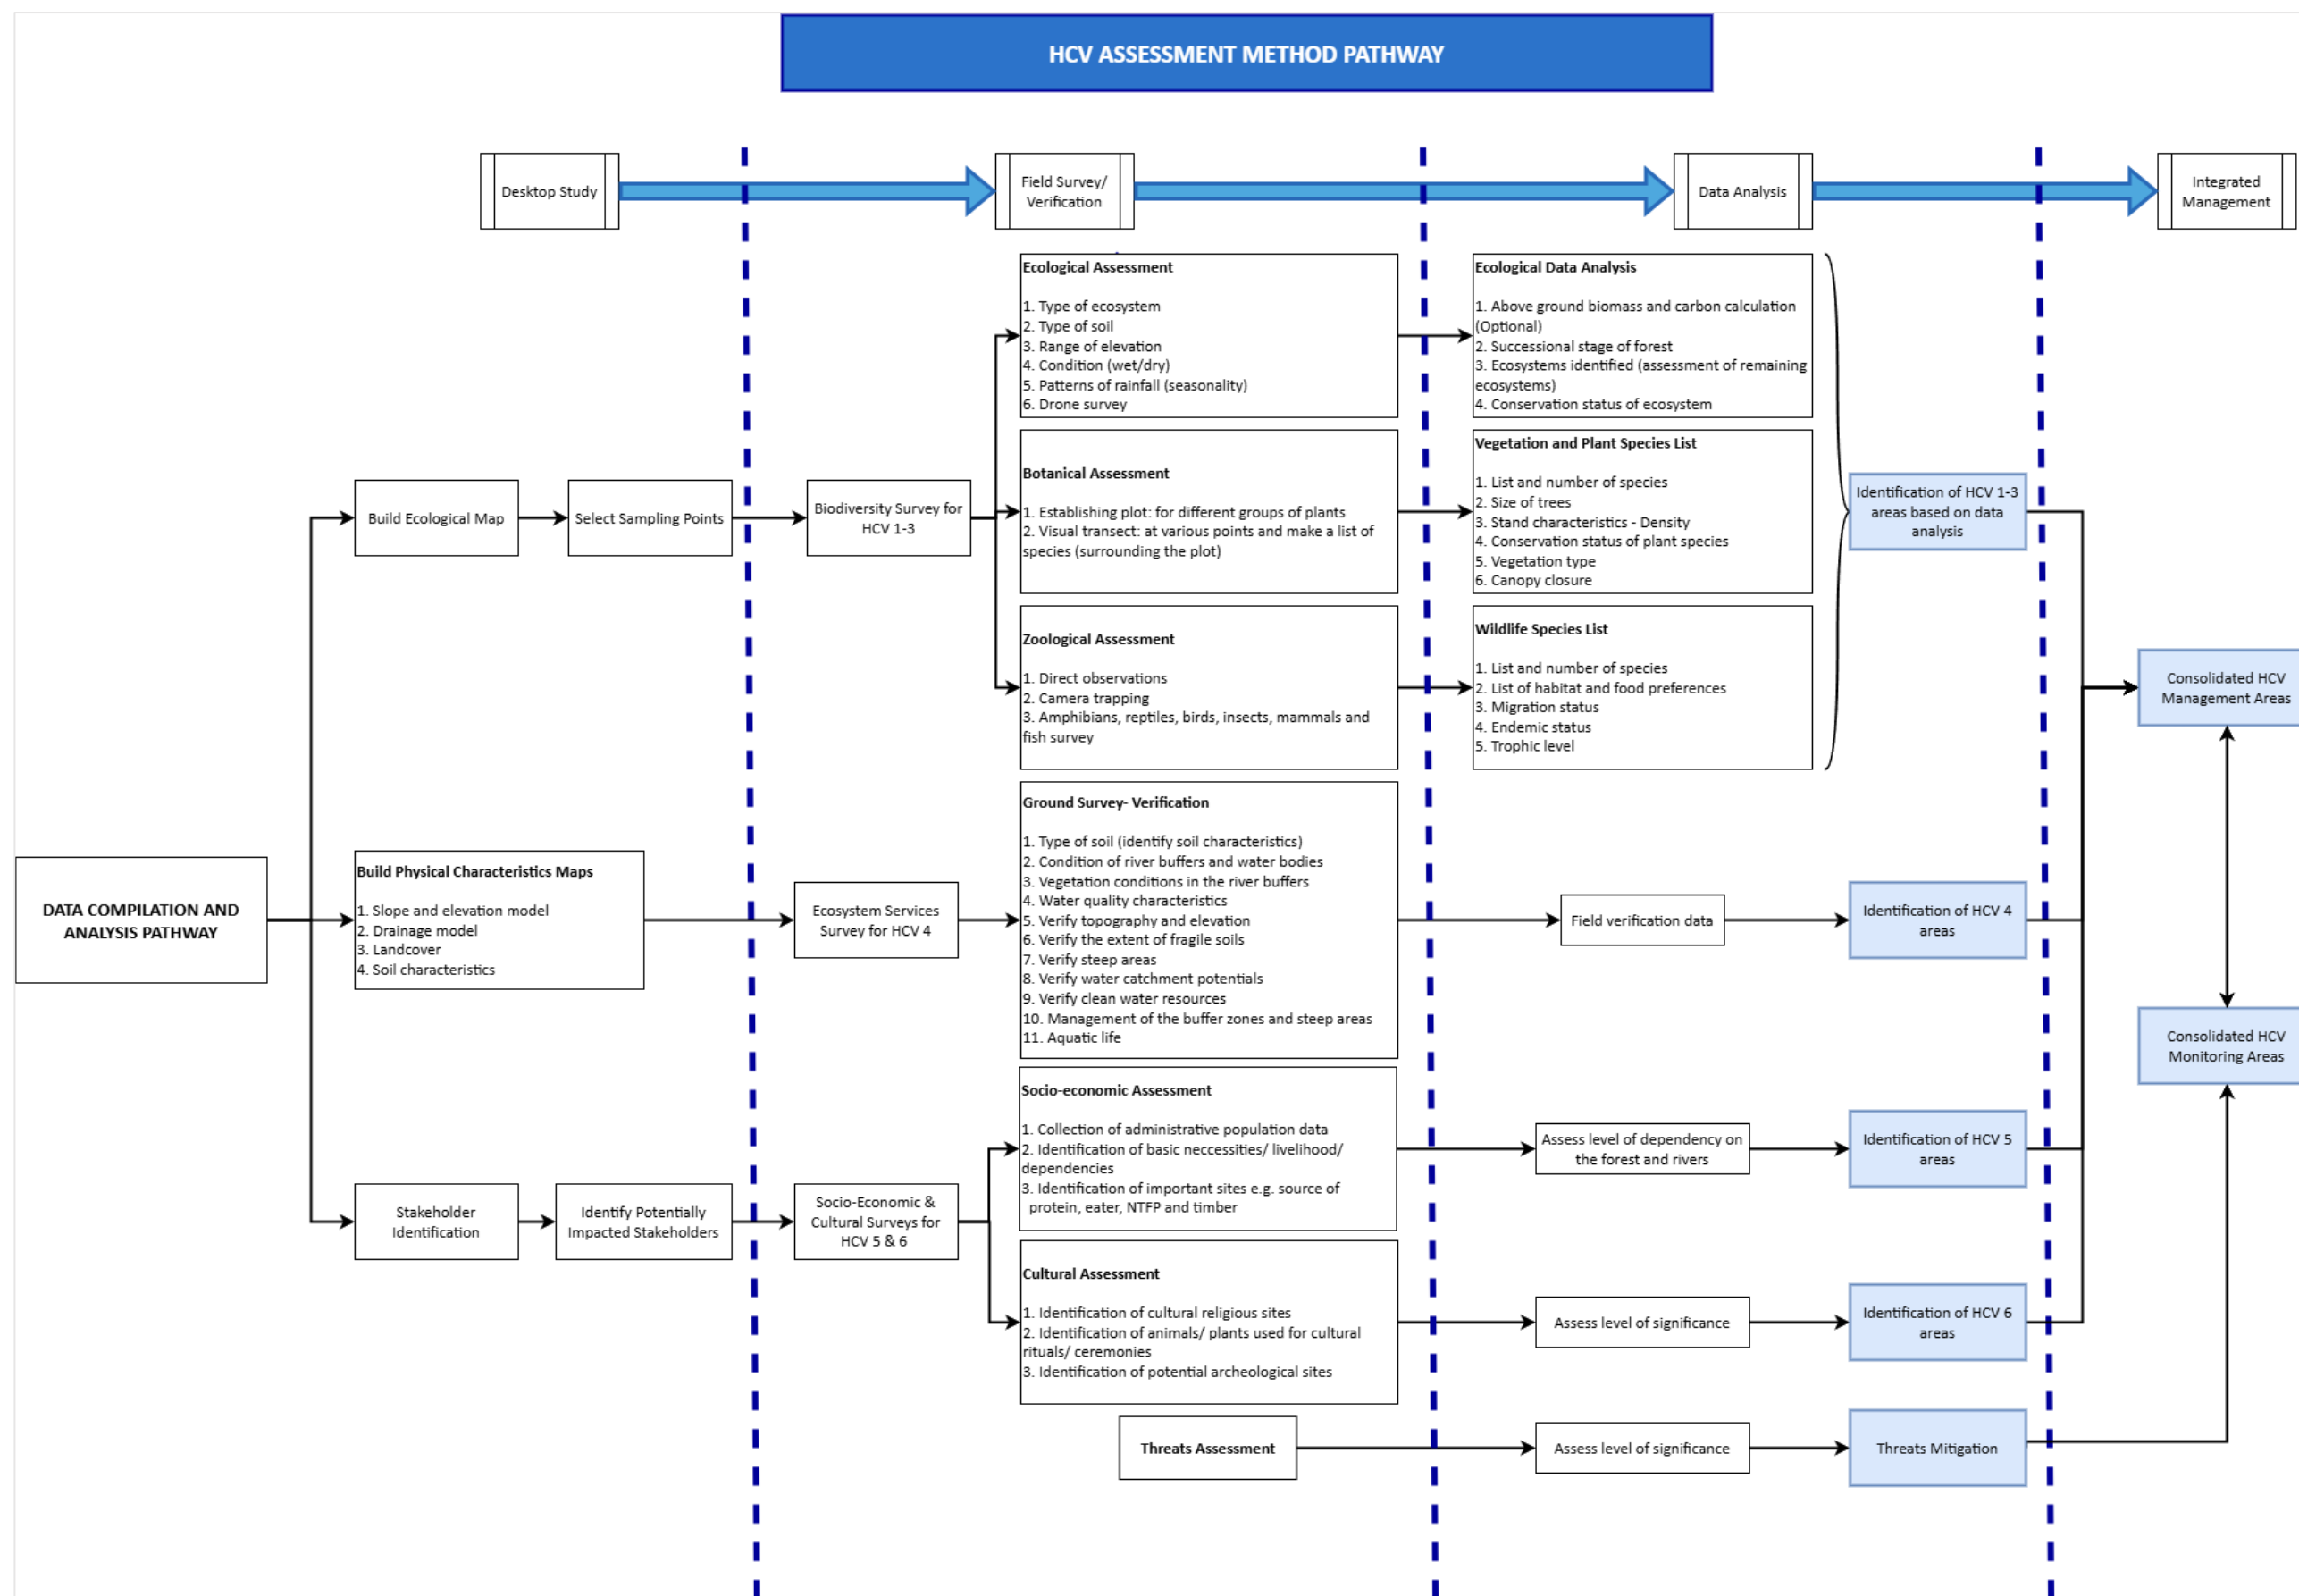 HCV ASSESSMENT METHOD PATHWAY
Desktop Study
Field Survey/
Verification
Data Analysis
Integrated
Management
Ecological Assessment
1. Type of ecosystem
2. Type of soil
3. Range of elevation
4. Condition (wet/dry)
5. Patterns of rainfall (seasonality)
6. Drone survey
Ecological Data Analysis
1. Above ground biomass and carbon calculation
(Optional)
2. Successional stage of forest
3. Ecosystems identified (assessment of remaining
ecosystems)
4. Conservation status of ecosystem
Build Ecological Map
Select Sampling Points
Biodiversity Survey for
HCV 1-3
Botanical Assessment
1. Establishing plot: for different groups of plants
2. Visual transect: at various points and make a list of
species (surrounding the plot)
Vegetation and Plant Species List
1. List and number of species
2. Size of trees
3. Stand characteristics - Density
4. Conservation status of plant species
5. Vegetation type
6. Canopy closure
Identification of HCV 1-3
areas based on data
analysis
Zoological Assessment
1. Direct observations
2. Camera trapping
3. Amphibians, reptiles, birds, insects, mammals and
fish survey
Wildlife Species List
1. List and number of species
2. List of habitat and food preferences
3. Migration status
4. Endemic status
5. Trophic level
Consolidated HCV
Management Areas
DATA COMPILATION AND
ANALYSIS PATHWAY
Build Physical Characteristics Maps
1. Slope and elevation model
2. Drainage model
3. Landcover
4. Soil characteristics
Ecosystem Services
Survey for HCV 4
Ground Survey- Verification
1. Type of soil (identify soil characteristics)
2. Condition of river buffers and water bodies
3. Vegetation conditions in the river buffers
4. Water quality characteristics
5. Verify topography and elevation
6. Verify the extent of fragile soils
7. Verify steep areas
8. Verify water catchment potentials
9. Verify clean water resources
10. Management of the buffer zones and steep areas
11. Aquatic life
Field verification data
Identification of HCV 4
areas
Consolidated HCV
Monitoring Areas
Stakeholder
Identification
Identify Potentially
Impacted Stakeholders
Socio-Economic &
Cultural Surveys for
HCV 5 & 6
Socio-economic Assessment
1. Collection of administrative population data
2. Identification of basic neccessities/ livelihood/
dependencies
3. Identification of important sites e.g. source of
protein, eater, NTFP and timber
Assess level of dependency on
the forest and rivers
Identification of HCV 5
areas
Cultural Assessment
1. Identification of cultural religious sites
2. Identification of animals/ plants used for cultural
rituals/ ceremonies
3. Identification of potential archeological sites
Assess level of significance
Identification of HCV 6
areas
Threats Assessment
Assess level of significance
Threats Mitigation